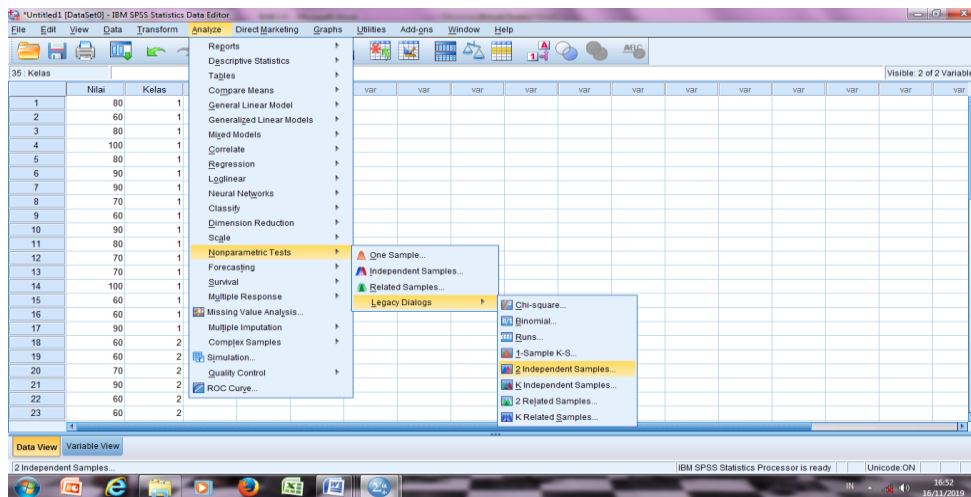 *Untitled1 [DataSet0] - IBM SPSS Statistics Data Editor
File Edit View Data Transform Analyze Direct Marketing Graphs Utilities Add-ons Window Help
35 : Kelas
Visible: 2 of 2 Variable
Nilai Kelas var var var var var var var var var var
1 80 1
2 60 1
3 80 1
4 100 1
5 80 1
6 90 1
7 90 1
8 70 1
9 60 1
10 90 1
11 80 1
12 70 1
13 70 1
14 100 1
15 60 1
16 60 1
17 90 1
18 60 2
19 60 2
20 70 2
21 90 2
22 60 2
23 60 2
Reports
Descriptive Statistics
Tables
Compare Means
General Linear Model
Generalized Linear Models
Mixed Models
Correlate
Regression
Loglinear
Neural Networks
Classify
Dimension Reduction
Scale
Nonparametric Tests
Forecasting
Survival
Multiple Response
Missing Value Analysis...
Multiple Imputation
Complex Samples
Simulation...
Quality Control
ROC Curve...
One Sample...
Independent Samples...
Related Samples...
Legacy Dialogs
Chi-square...
Binomial...
Runs...
1-Sample K-S...
2 Independent Samples...
K Independent Samples...
2 Related Samples...
K Related Samples...
Data View Variable View
2 Independent Samples...
IBM SPSS Statistics Processor is ready
Unicode:ON
IN
16:52
16/11/2019